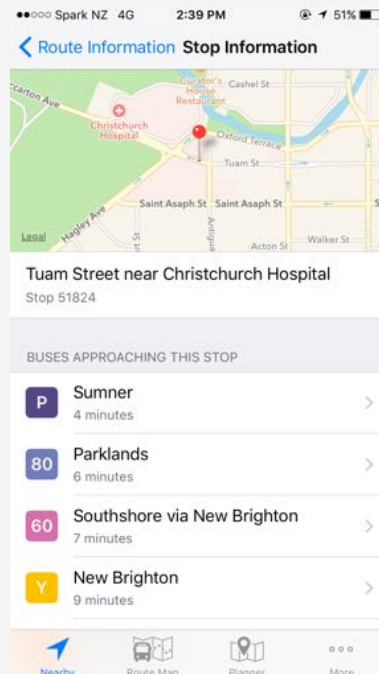 Spark NZ 4G 2:39 PM 51%
Route Information Stop Information
Curator's
House
Restaurant
Cashel St
ccarton Ave
Christchurch
Hospital
Oxford Terrace
Tuam St
Saint Asaph St Saint Asaph St
Hagley Ave
Antigua
Legal
Acton St
Walker St
Tuam Street near Christchurch Hospital
Stop 51824
BUSES APPROACHING THIS STOP
P Sumner
4 minutes
80 Parklands
6 minutes
60 Southshore via New Brighton
7 minutes
Y New Brighton
9 minutes
Nearby Route Map Planner More